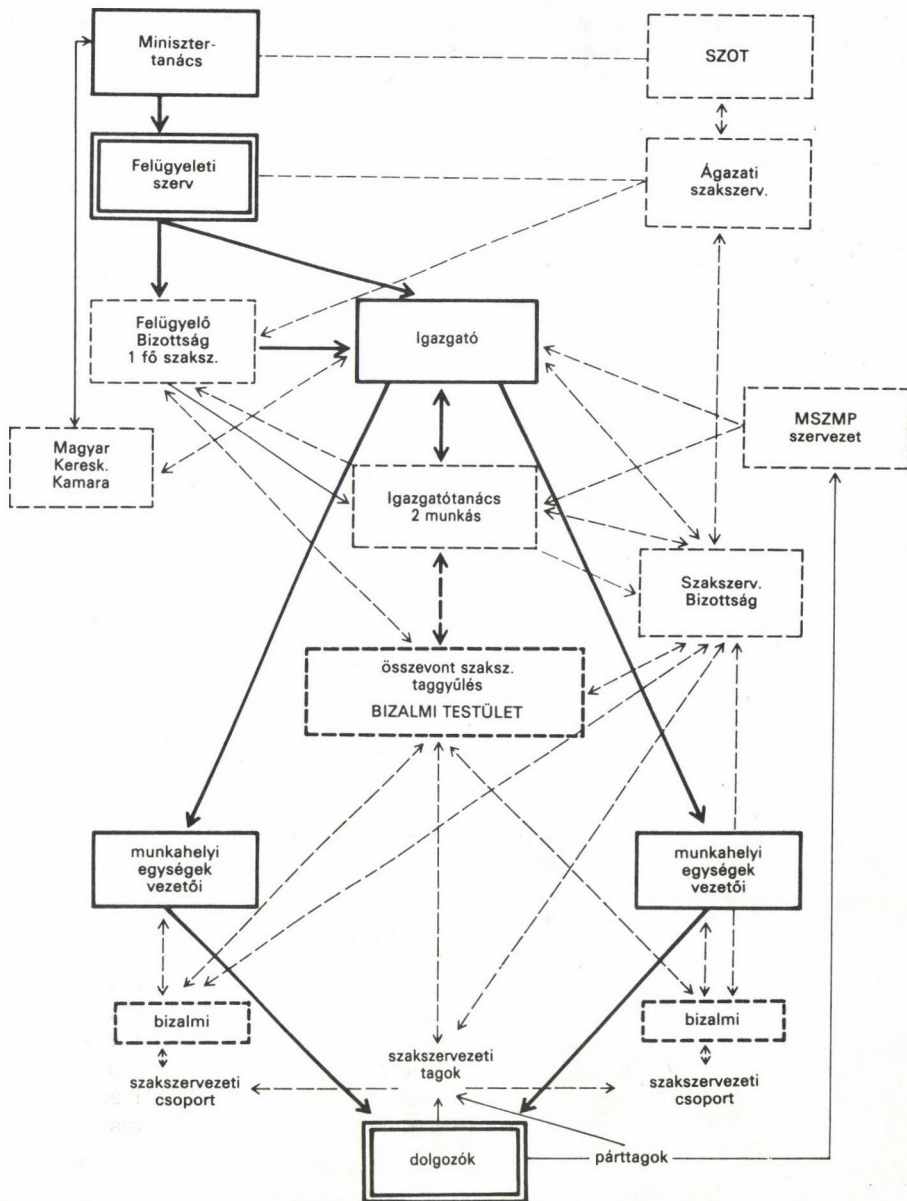 Miniszter-
tanács
SZOT
Felügyeleti
szerv
Ágazati
szakszerv.
Felügyelő
Bizottság
1 fő szaksz.
Igazgató
Magyar
Keresk.
Kamara
MSZMP
szervezet
Igazgatótanács
2 munkás
Szakszerv.
Bizottság
összevont szaksz.
taggyűlés
BIZALMI TESTÜLET
munkahelyi
egységek
vezetői
munkahelyi
egységek
vezetői
bizalmi
bizalmi
szakszervezeti
tagok
szakszervezeti
csoport
szakszervezeti
csoport
dolgozók
párttagok